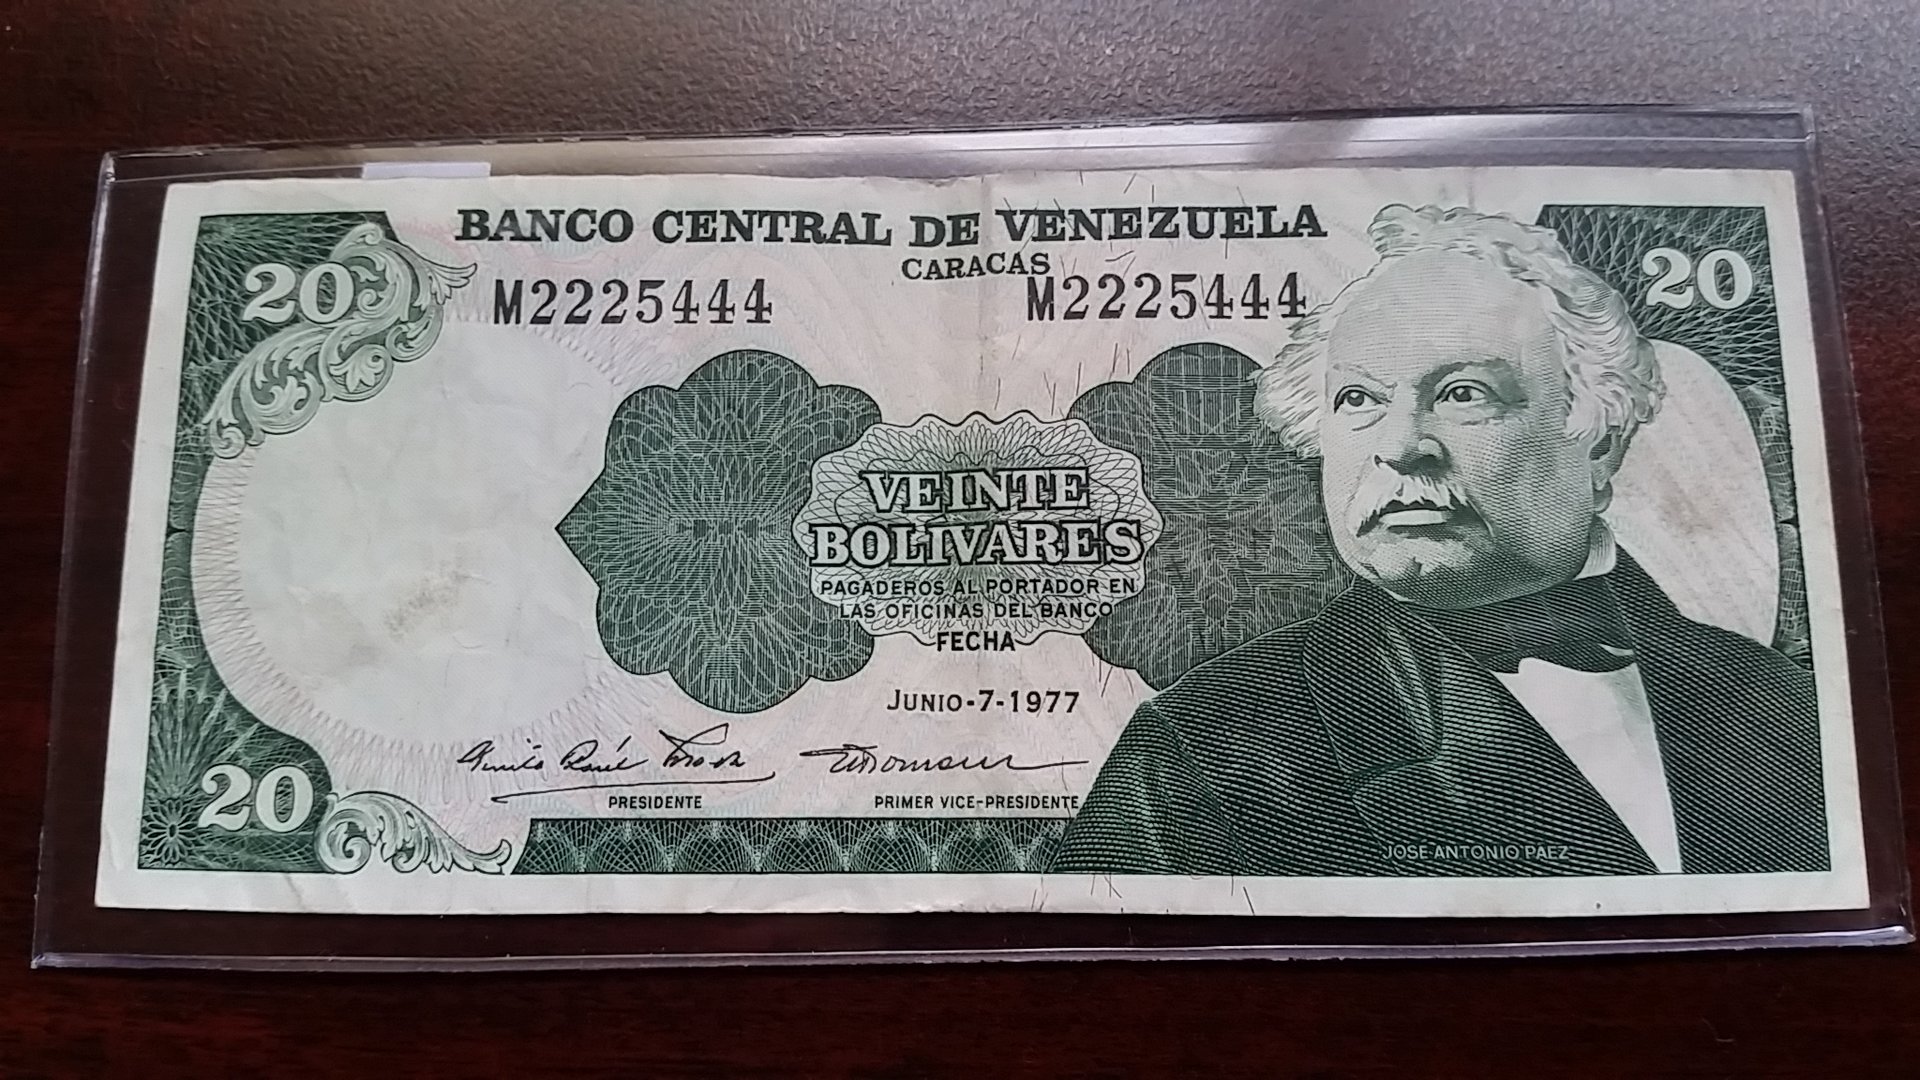 BANCO CENTRAL DE VENEZUELA
CARACAS
20
20
M2225444
M2225444
VEINTE
BOLÍVARES
PAGADEROS AL PORTADOR EN
LAS OFICINAS DEL BANCO
FECHA
JUNIO-7-1977
PRESIDENTE
PRIMER VICE-PRESIDENTE
20
JOSE ANTONIO PAEZ